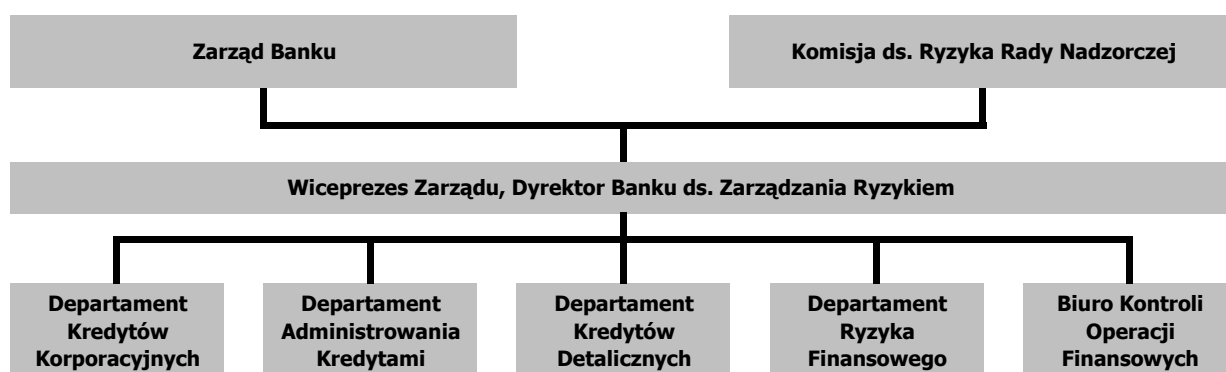 Zarząd Banku
Komisja ds. Ryzyka Rady Nadzorczej
Wiceprezes Zarządu, Dyrektor Banku ds. Zarządzania Ryzykiem
Departament
Kredytów
Korporacyjnych
Departament
Administrowania
Kredytami
Departament
Kredytów
Detalicznych
Departament
Ryzyka
Finansowego
Biuro Kontroli
Operacji
Finansowych